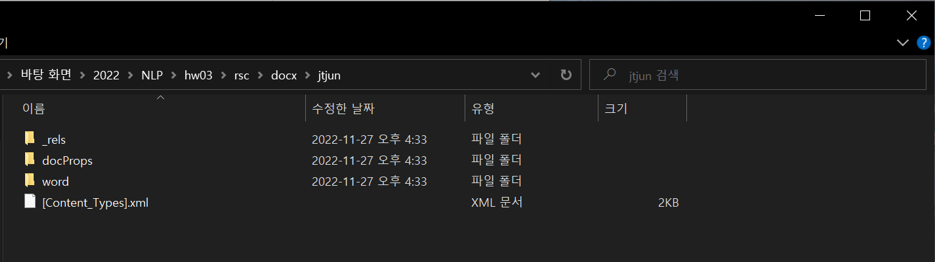 기
바탕 화면 > 2022 > NLP > hw03 > rsc > docx > jtjun
jtjun 검색
이름 수정한 날짜 유형 크기
_rels 2022-11-27 오후 4:33 파일 폴더
docProps 2022-11-27 오후 4:33 파일 폴더
word 2022-11-27 오후 4:33 파일 폴더
[Content_Types].xml XML 문서 2KB